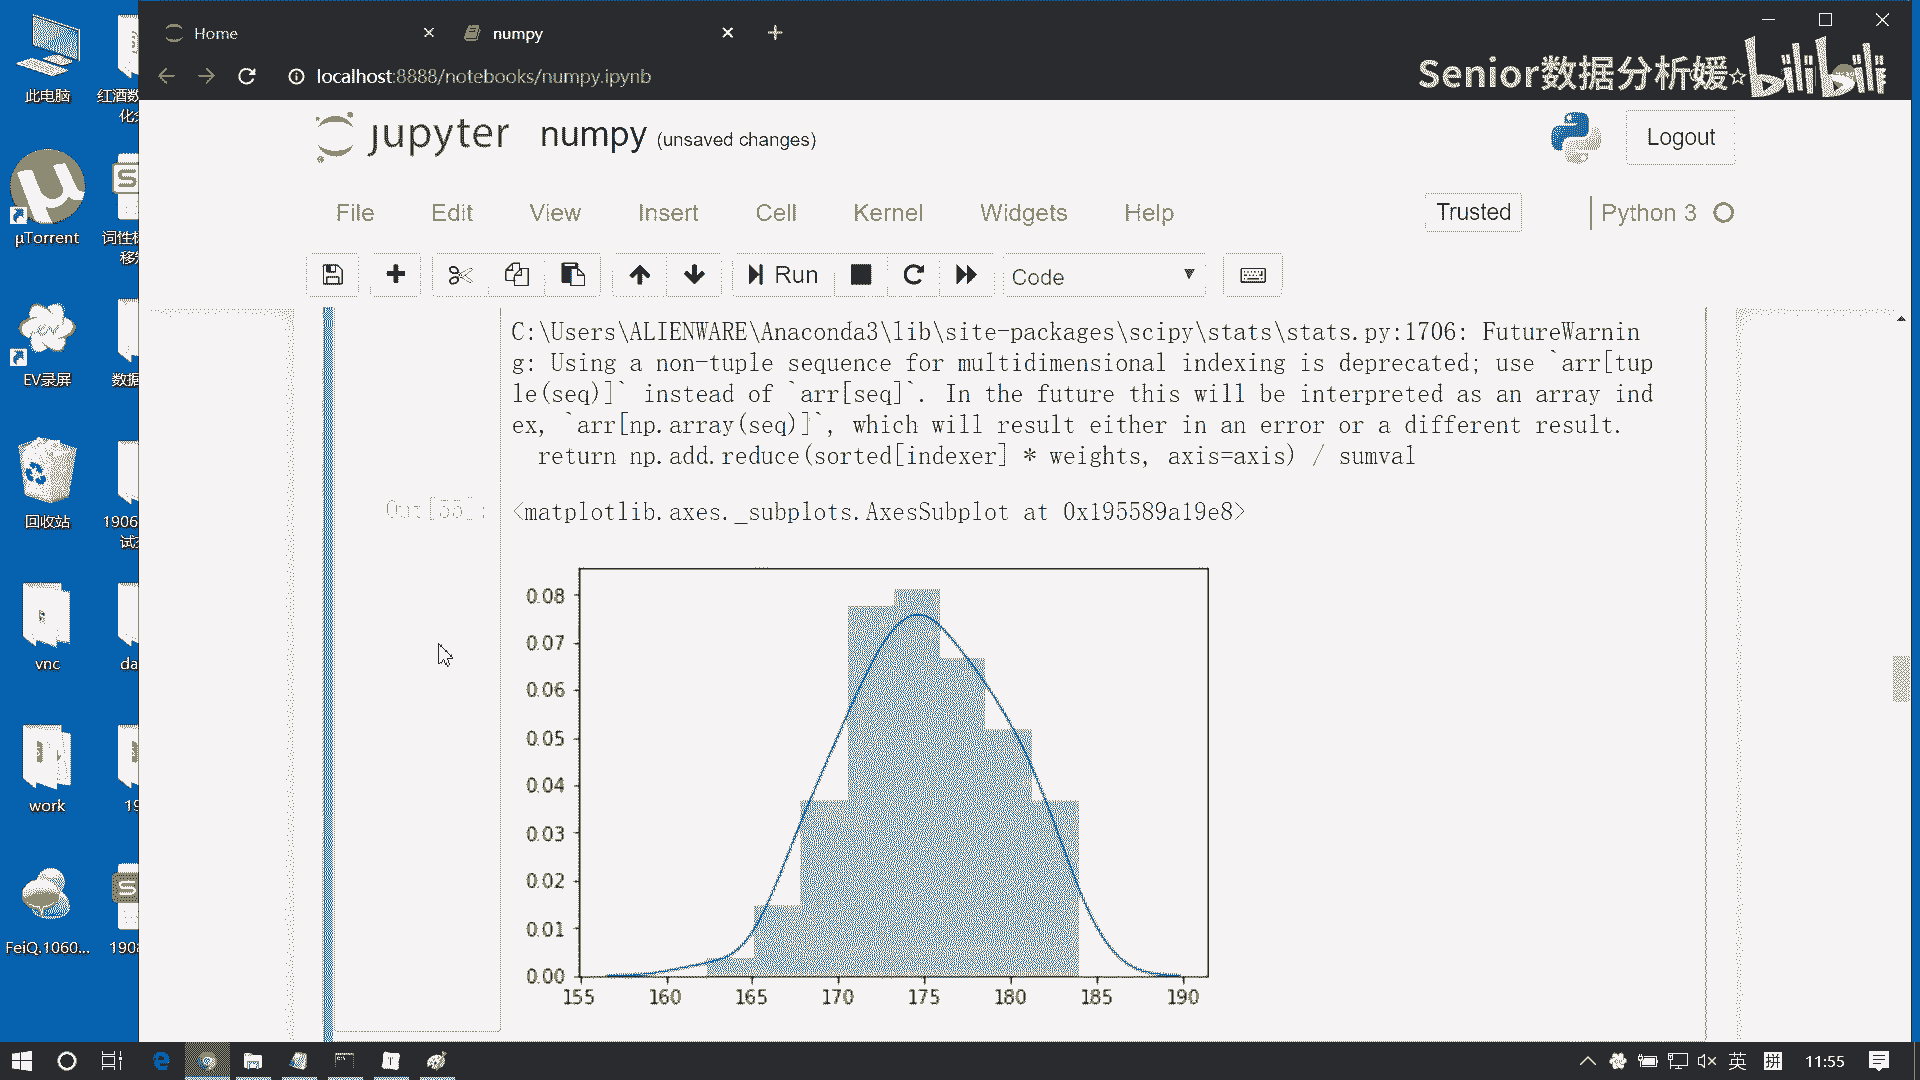 Home
numpy
localhost:8888/notebooks/numpy.ipynb
Senior数据分析媛
bilibili
jupyter numpy (unsaved changes)
Logout
File Edit View Insert Cell Kernel Widgets Help
Trusted
Python 3
Run
Code
C:\Users\ALIENWARE\Anaconda3\lib\site-packages\scipy\stats\stats.py:1706: FutureWarnin
g: Using a non-tuple sequence for multidimensional indexing is deprecated; use `arr[tup
le(seq)]` instead of `arr[seq]`. In the future this will be interpreted as an array ind
ex, `arr[np.array(seq)]`, which will result either in an error or a different result.
return np.add.reduce(sorted[indexer] * weights, axis=axis) / sumval
Out[55]:
<matplotlib.axes._subplots.AxesSubplot at 0x195589a19e8>
0.08
0.07
0.06
0.05
0.04
0.03
0.02
0.01
0.00
155 160 165 170 175 180 185 190
此电脑
红酒数
化
µTorrent
词性
移
EV录屏
数据
回收站
1906
试
vnc
da
work
19
FeiQ.1060...
190
英
拼
11:55